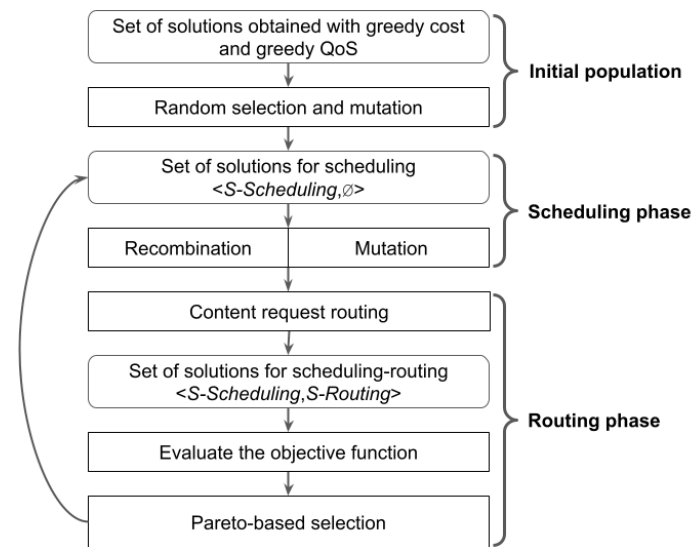 Set of solutions obtained with greedy cost
and greedy QoS
Initial population
Random selection and mutation
Set of solutions for scheduling
<S-Scheduling,∅>
Scheduling phase
Recombination
Mutation
Content request routing
Set of solutions for scheduling-routing
<S-Scheduling,S-Routing>
Routing phase
Evaluate the objective function
Pareto-based selection